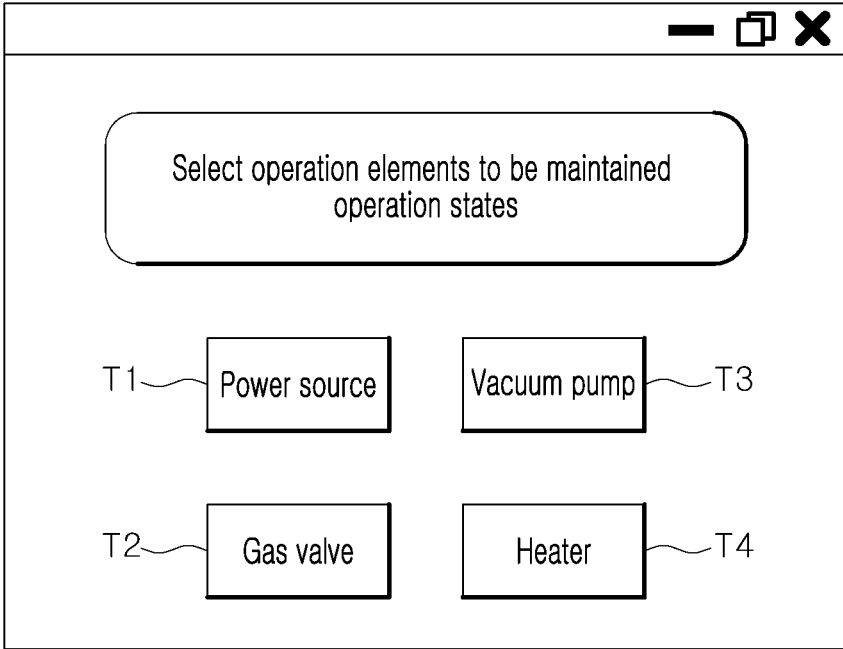 Select operation elements to be maintained
operation states
T1
Power source
Vacuum pump
T3
T2
Gas valve
Heater
T4